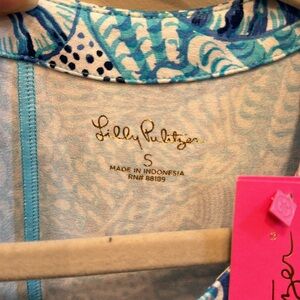 Lilly Pulitzer
S
MADE IN INDONESIA
RN# 88189